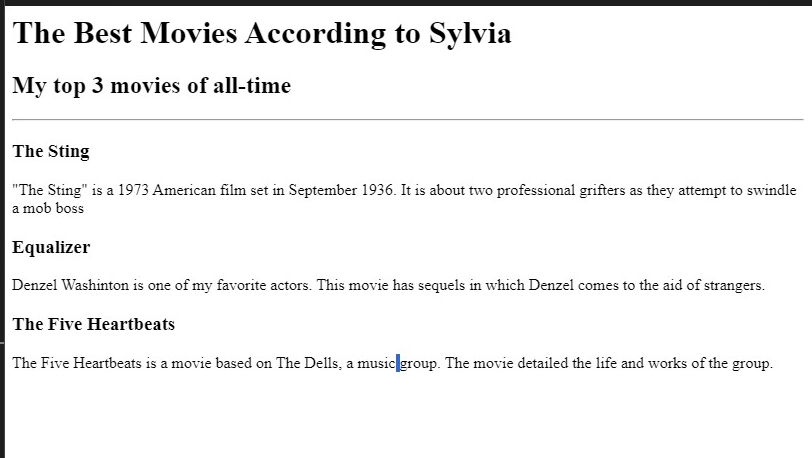 The Best Movies According to Sylvia
My top 3 movies of all-time
The Sting
"The Sting" is a 1973 American film set in September 1936. It is about two professional grifters as they attempt to swindle
a mob boss
Equalizer
Denzel Washinton is one of my favorite actors. This movie has sequels in which Denzel comes to the aid of strangers.
The Five Heartbeats
The Five Heartbeats is a movie based on The Dells, a music group. The movie detailed the life and works of the group.